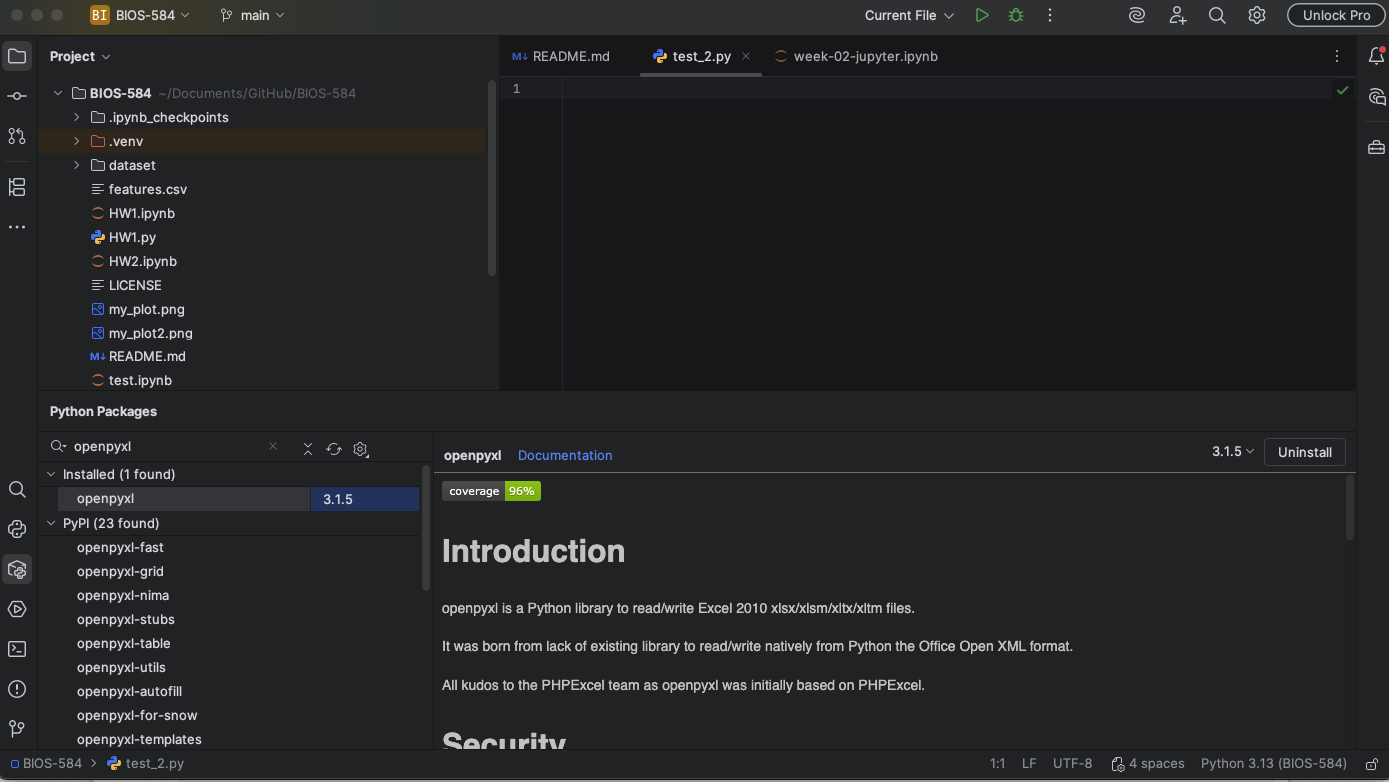 BI BIOS-584 main Current File Unlock Pro
Project
README.md test_2.py week-02-jupyter.ipynb
BIOS-584 ~/Documents/GitHub/BIOS-584
1
.ipynb_checkpoints
.venv
dataset
features.csv
HW1.ipynb
HW1.py
HW2.ipynb
LICENSE
my_plot.png
my_plot2.png
README.md
test.ipynb
Python Packages
openpyxl
Installed (1 found)
openpyxl 3.1.5
PyPI (23 found)
openpyxl-fast
openpyxl-grid
openpyxl-nima
openpyxl-stubs
openpyxl-table
openpyxl-utils
openpyxl-autofill
openpyxl-for-snow
openpyxl-templates
openpyxl Documentation 3.1.5 Uninstall
coverage 96%
Introduction
openpyxl is a Python library to read/write Excel 2010 xlsx/xlsm/xltx/xltm files.
It was born from lack of existing library to read/write natively from Python the Office Open XML format.
All kudos to the PHPExcel team as openpyxl was initially based on PHPExcel.
Security
BIOS-584 test_2.py 1:1 LF UTF-8 4 spaces Python 3.13 (BIOS-584)